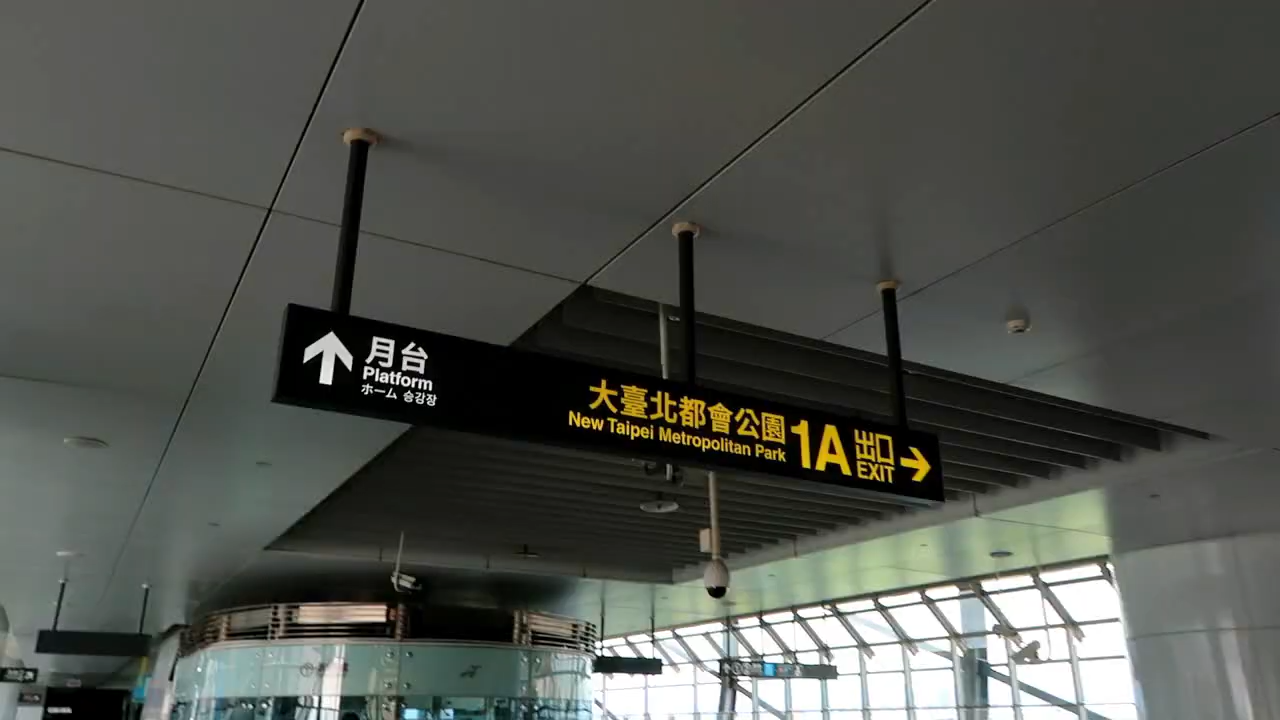 月台
Platform
ホーム 승강장
大臺北都會公園
New Taipei Metropolitan Park
1A
出口
EXIT